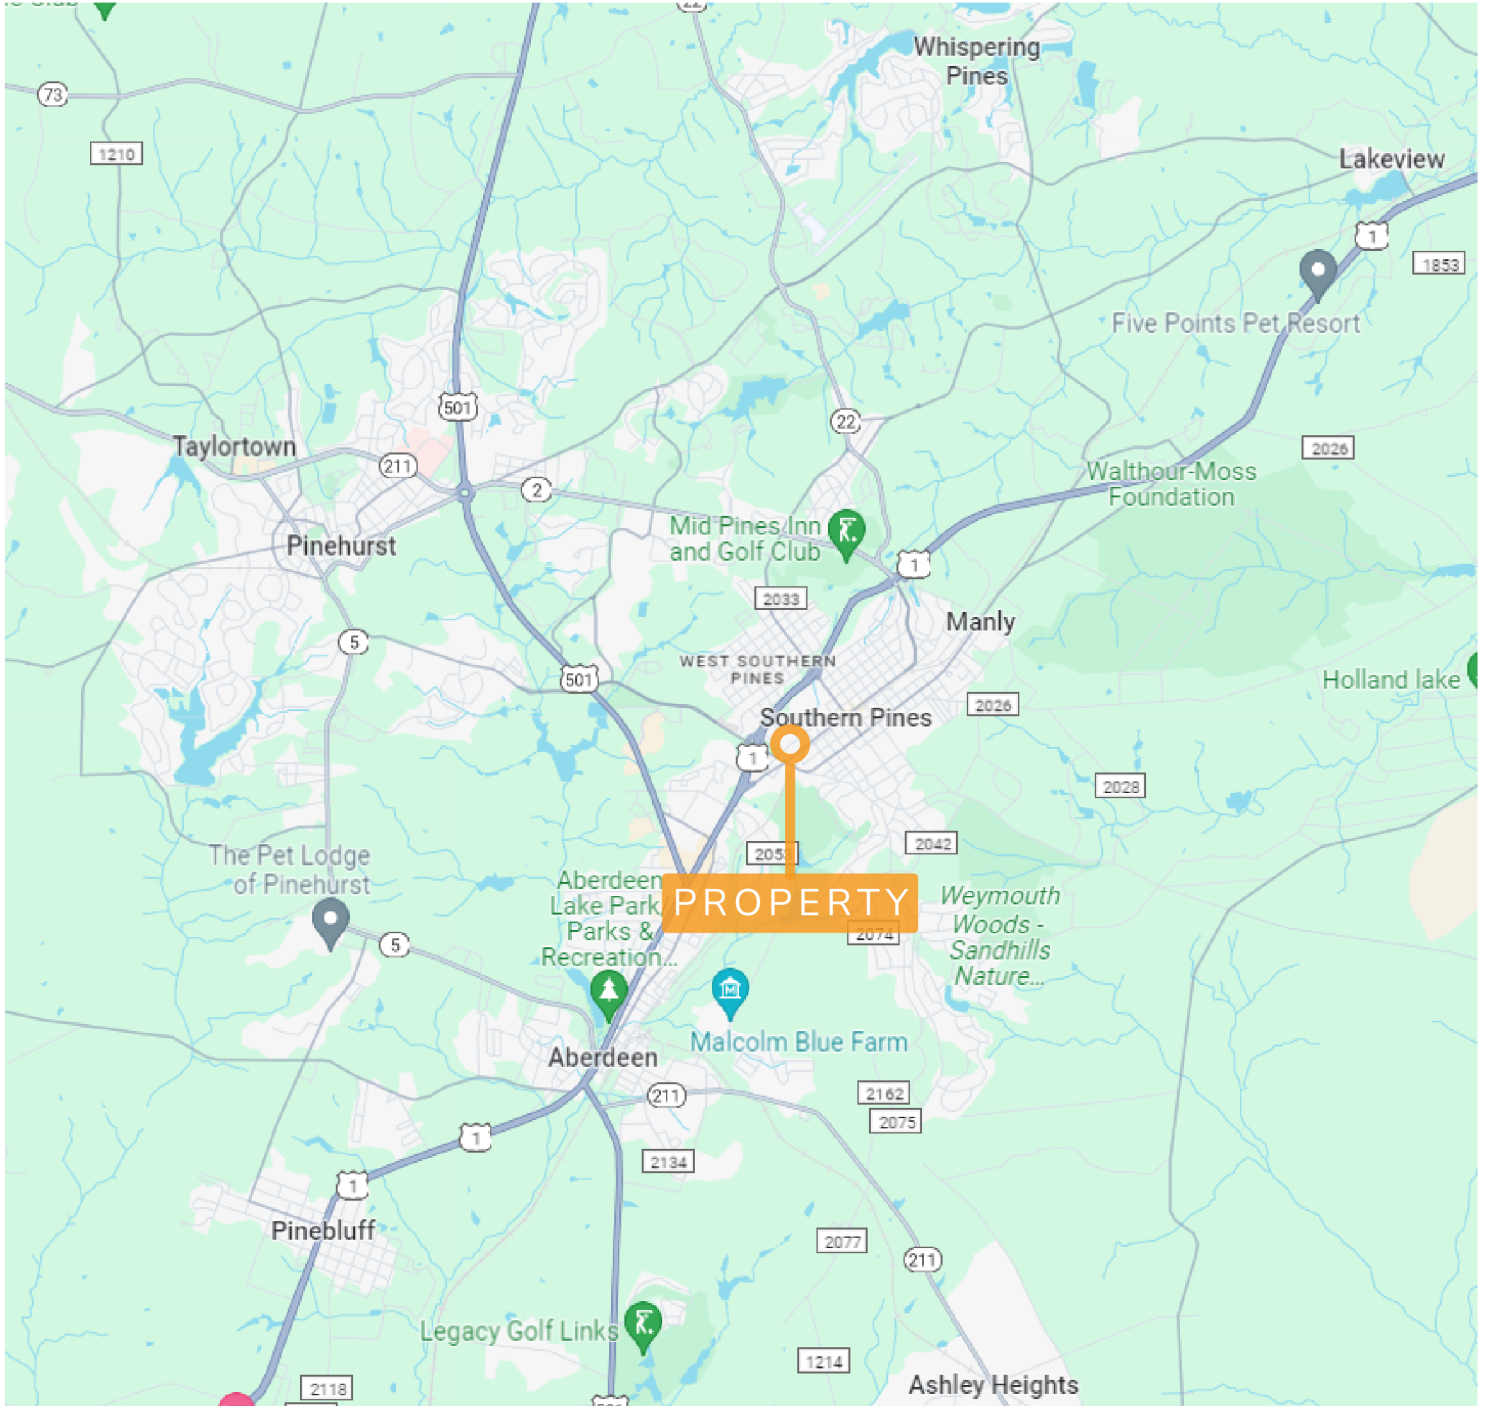 22
Whispering
Pines
73
1210
Lakeview
1
1853
Five Points Pet Resort
501
22
Taylortown
211
2026
2
Walthour-Moss
Foundation
Mid Pines Inn
and Golf Club
Pinehurst
1
2033
Manly
5
WEST SOUTHERN
PINES
501
Holland lake
2026
Southern Pines
1
2028
2042
2053
The Pet Lodge
of Pinehurst
Aberdeen
Lake Park,
Parks &
Recreation...
PROPERTY
Weymouth
Woods -
Sandhills
Nature...
2074
5
Malcolm Blue Farm
Aberdeen
211
2162
2075
1
2134
1
Pinebluff
2077
211
Legacy Golf Links
1214
2118
Ashley Heights